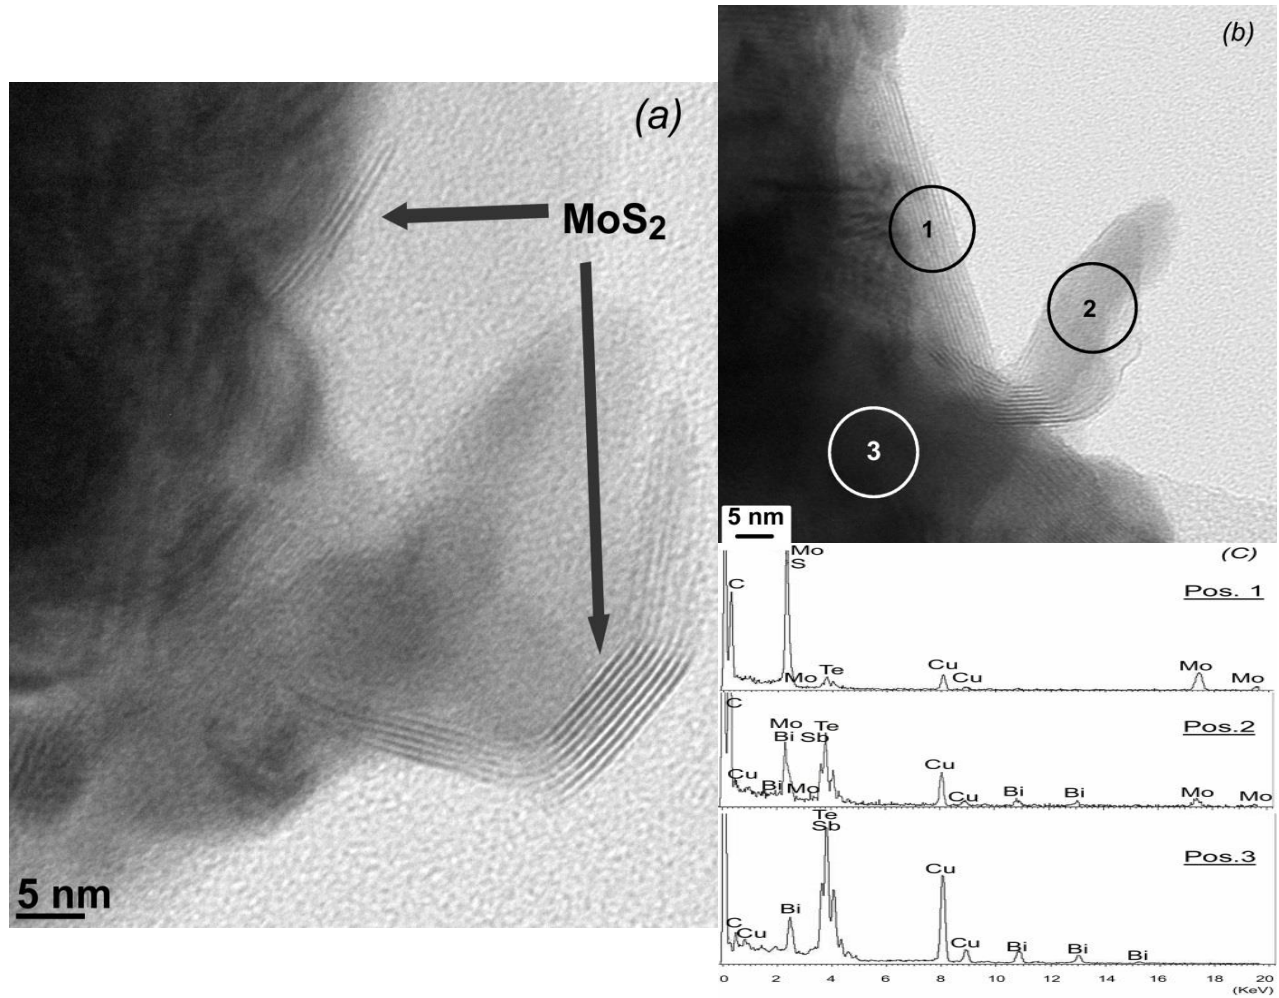 (a)
MoS2
5 nm
(b)
1
2
3
5 nm
(C)
Mo
S
C
Pos. 1
Te
Mo
Cu
Cu
Mo
Mo
C
Mo
Te
Pos.2
Bi
Sb
Cu
Cu
Bi
Mo
Cu
Bi
Bi
Mo
Mo
Te
Sb
Pos.3
Cu
Bi
C
Cu
Cu
Bi
Bi
Bi
0 2 4 6 8 10 12 14 16 18 20
(KeV)